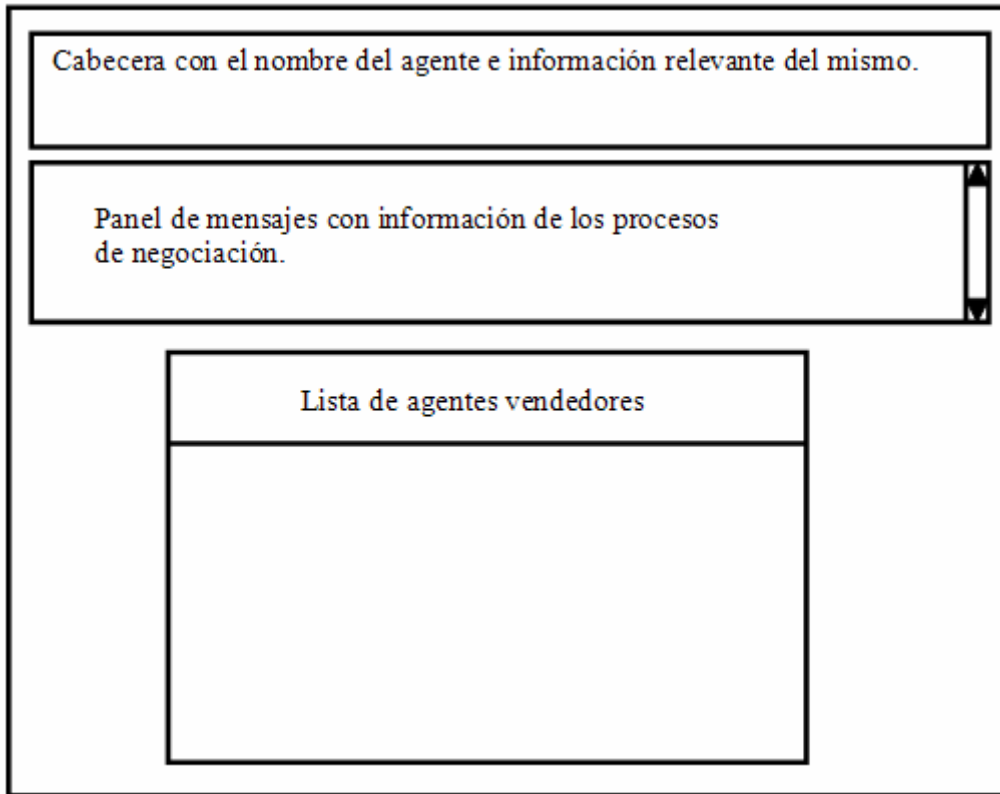 Cabecera con el nombre del agente e información relevante del mismo.
Panel de mensajes con información de los procesos
de negociación.
Lista de agentes vendedores